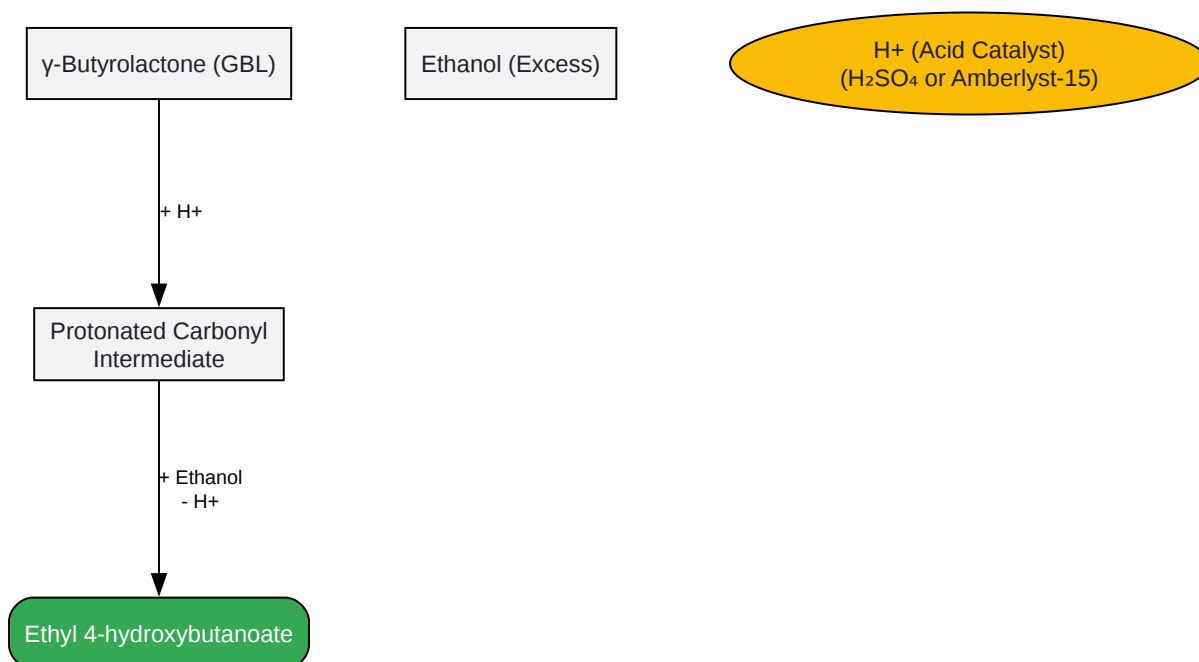 γ-Butyrolactone (GBL)
Ethanol (Excess)
H+ (Acid Catalyst)
(H₂SO₄ or Amberlyst-15)
+ H+
Protonated Carbonyl
Intermediate
+ Ethanol
- H+
Ethyl 4-hydroxybutanoate